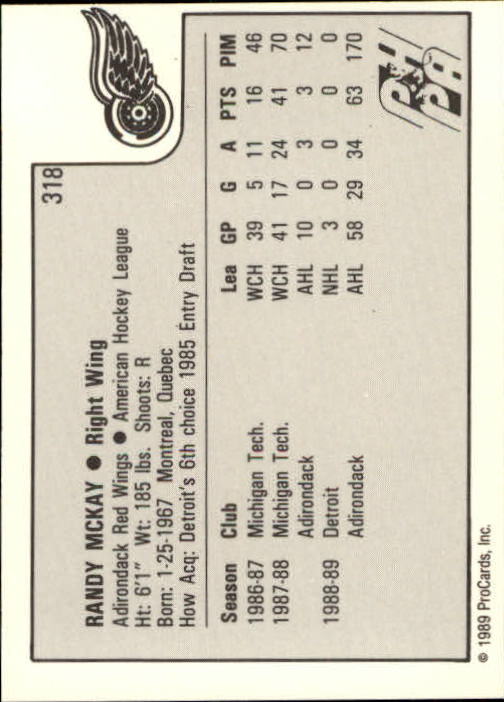 318
RANDY MCKAY ● Right Wing
Adirondack Red Wings ● American Hockey League
Ht: 6'1" Wt: 185 lbs. Shoots: R
Born: 1-25-1967 Montreal, Quebec
How Acq: Detroit's 6th choice 1985 Entry Draft
Season Club Lea GP G A PTS PIM
1986-87 Michigan Tech. WCH 39 5 11 16 46
1987-88 Michigan Tech. WCH 41 17 24 41 70
Adirondack AHL 10 0 3 3 12
1988-89 Detroit NHL 3 0 0 0 0
Adirondack AHL 58 29 34 63 170
© 1989 ProCards, Inc.